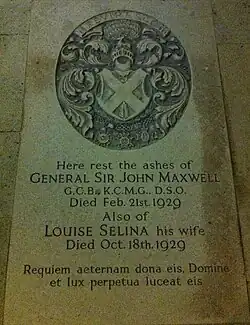 Here rest the ashes of
GENERAL SIR JOHN MAXWELL
G.C.B., K.C.M.G., D.S.O.
Died Feb. 21st. 1929
Also of
LOUISE SELINA his wife
Died Oct. 18th. 1929
Requiem aeternam dona eis, Domine
et lux perpetua luceat eis